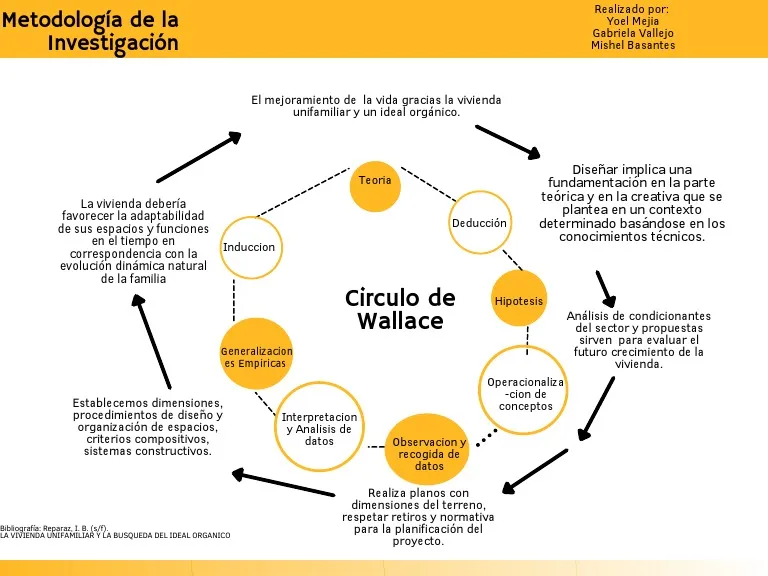 Metodología de la
Investigación
Realizado por:
Yoel Mejia
Gabriela Vallejo
Mishel Basantes
El mejoramiento de la vida gracias la vivienda
unifamiliar y un ideal orgánico.
Diseñar implica una
fundamentación en la parte
teórica y en la creativa que se
plantea en un contexto
determinado basándose en los
conocimientos técnicos.
La vivienda debería
favorecer la adaptabilidad
de sus espacios y funciones
en el tiempo en
correspondencia con la
evolución dinámica natural
de la familia
Teoria
Deducción
Induccion
Circulo de
Wallace
Hipotesis
Análisis de condicionantes
del sector y propuestas
sirven para evaluar el
futuro crecimiento de la
vivienda.
Generalizacion
es Empiricas
Operacionaliza
-cion de
conceptos
Establecemos dimensiones,
procedimientos de diseño y
organización de espacios,
criterios compositivos,
sistemas constructivos.
Interpretacion
y Analisis de
datos
Observacion y
recogida de
datos
Realiza planos con
dimensiones del terreno,
respetar retiros y normativa
para la planificación del
proyecto.
Bibliografía: Reparaz, I. B. (s/f).
LA VIVIENDA UNIFAMILIAR Y LA BUSQUEDA DEL IDEAL ORGANICO